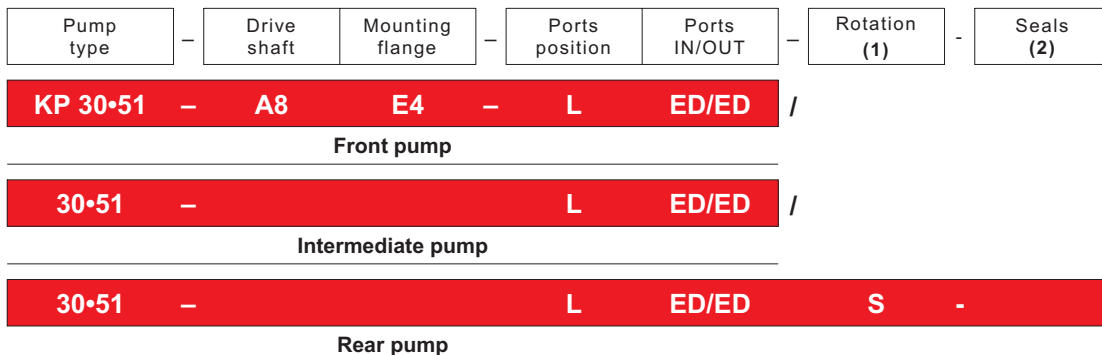 Pump type – Drive shaft Mounting flange – Ports position Ports IN/OUT – Rotation (1) - Seals (2)
KP 30•51 – A8 E4 – L ED/ED /
Front pump
30•51 – L ED/ED /
Intermediate pump
30•51 – L ED/ED S -
Rear pump